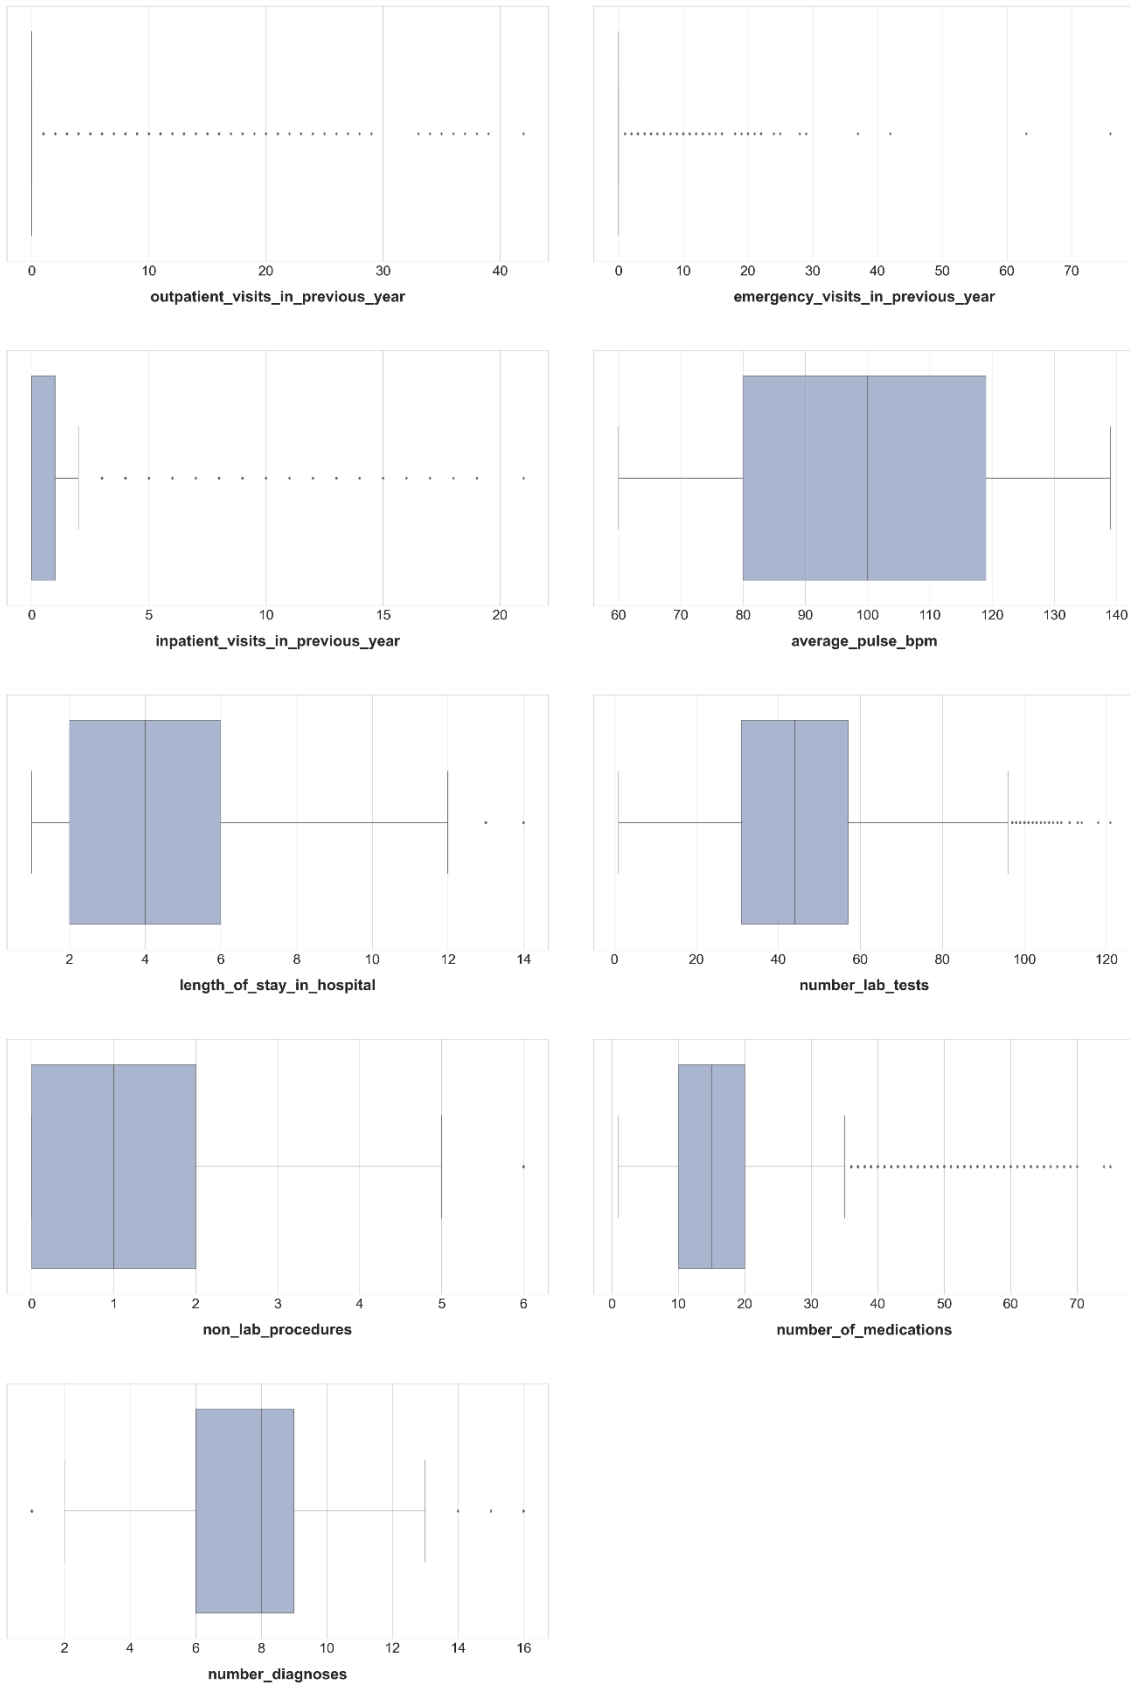 0 10 20 30 40
outpatient_visits_in_previous_year
0 10 20 30 40 50 60 70
emergency_visits_in_previous_year
0 5 10 15 20
inpatient_visits_in_previous_year
60 70 80 90 100 110 120 130 140
average_pulse_bpm
2 4 6 8 10 12 14
length_of_stay_in_hospital
0 20 40 60 80 100 120
number_lab_tests
0 1 2 3 4 5 6
non_lab_procedures
0 10 20 30 40 50 60 70
number_of_medications
2 4 6 8 10 12 14 16
number_diagnoses